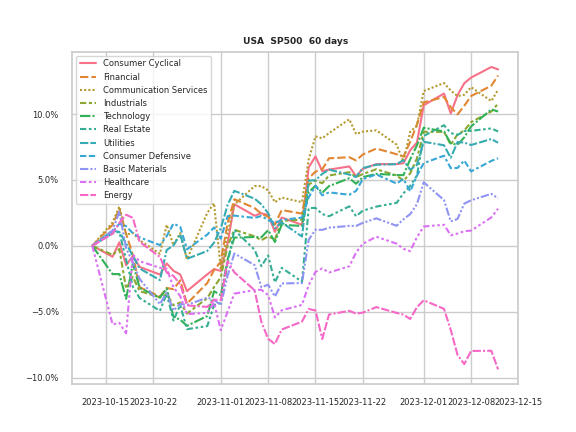 USA SP500 60 days
Consumer Cyclical
Financial
Communication Services
Industrials
Technology
Real Estate
Utilities
Consumer Defensive
Basic Materials
Healthcare
Energy
10.0%
5.0%
0.0%
−5.0%
−10.0%
2023-10-15 2023-10-22 2023-11-01 2023-11-08 2023-11-15 2023-11-22 2023-12-01 2023-12-08 2023-12-15